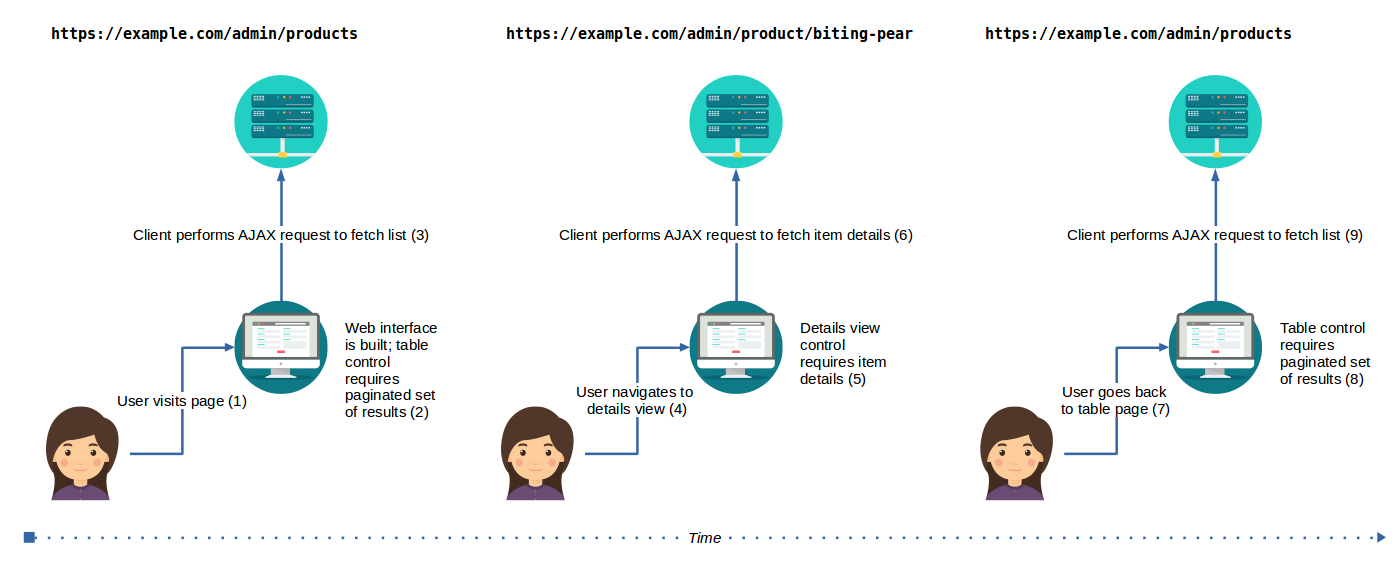 https://example.com/admin/products
https://example.com/admin/product/biting-pear
https://example.com/admin/products
Client performs AJAX request to fetch list (3)
Client performs AJAX request to fetch item details (6)
Client performs AJAX request to fetch list (9)
Web interface
is built; table
control
requires
paginated set
of results (2)
User visits page (1)
Details view
control
requires item
details (5)
User navigates to
details view (4)
Table control
requires
paginated set
of results (8)
User goes back
to table page (7)
Time